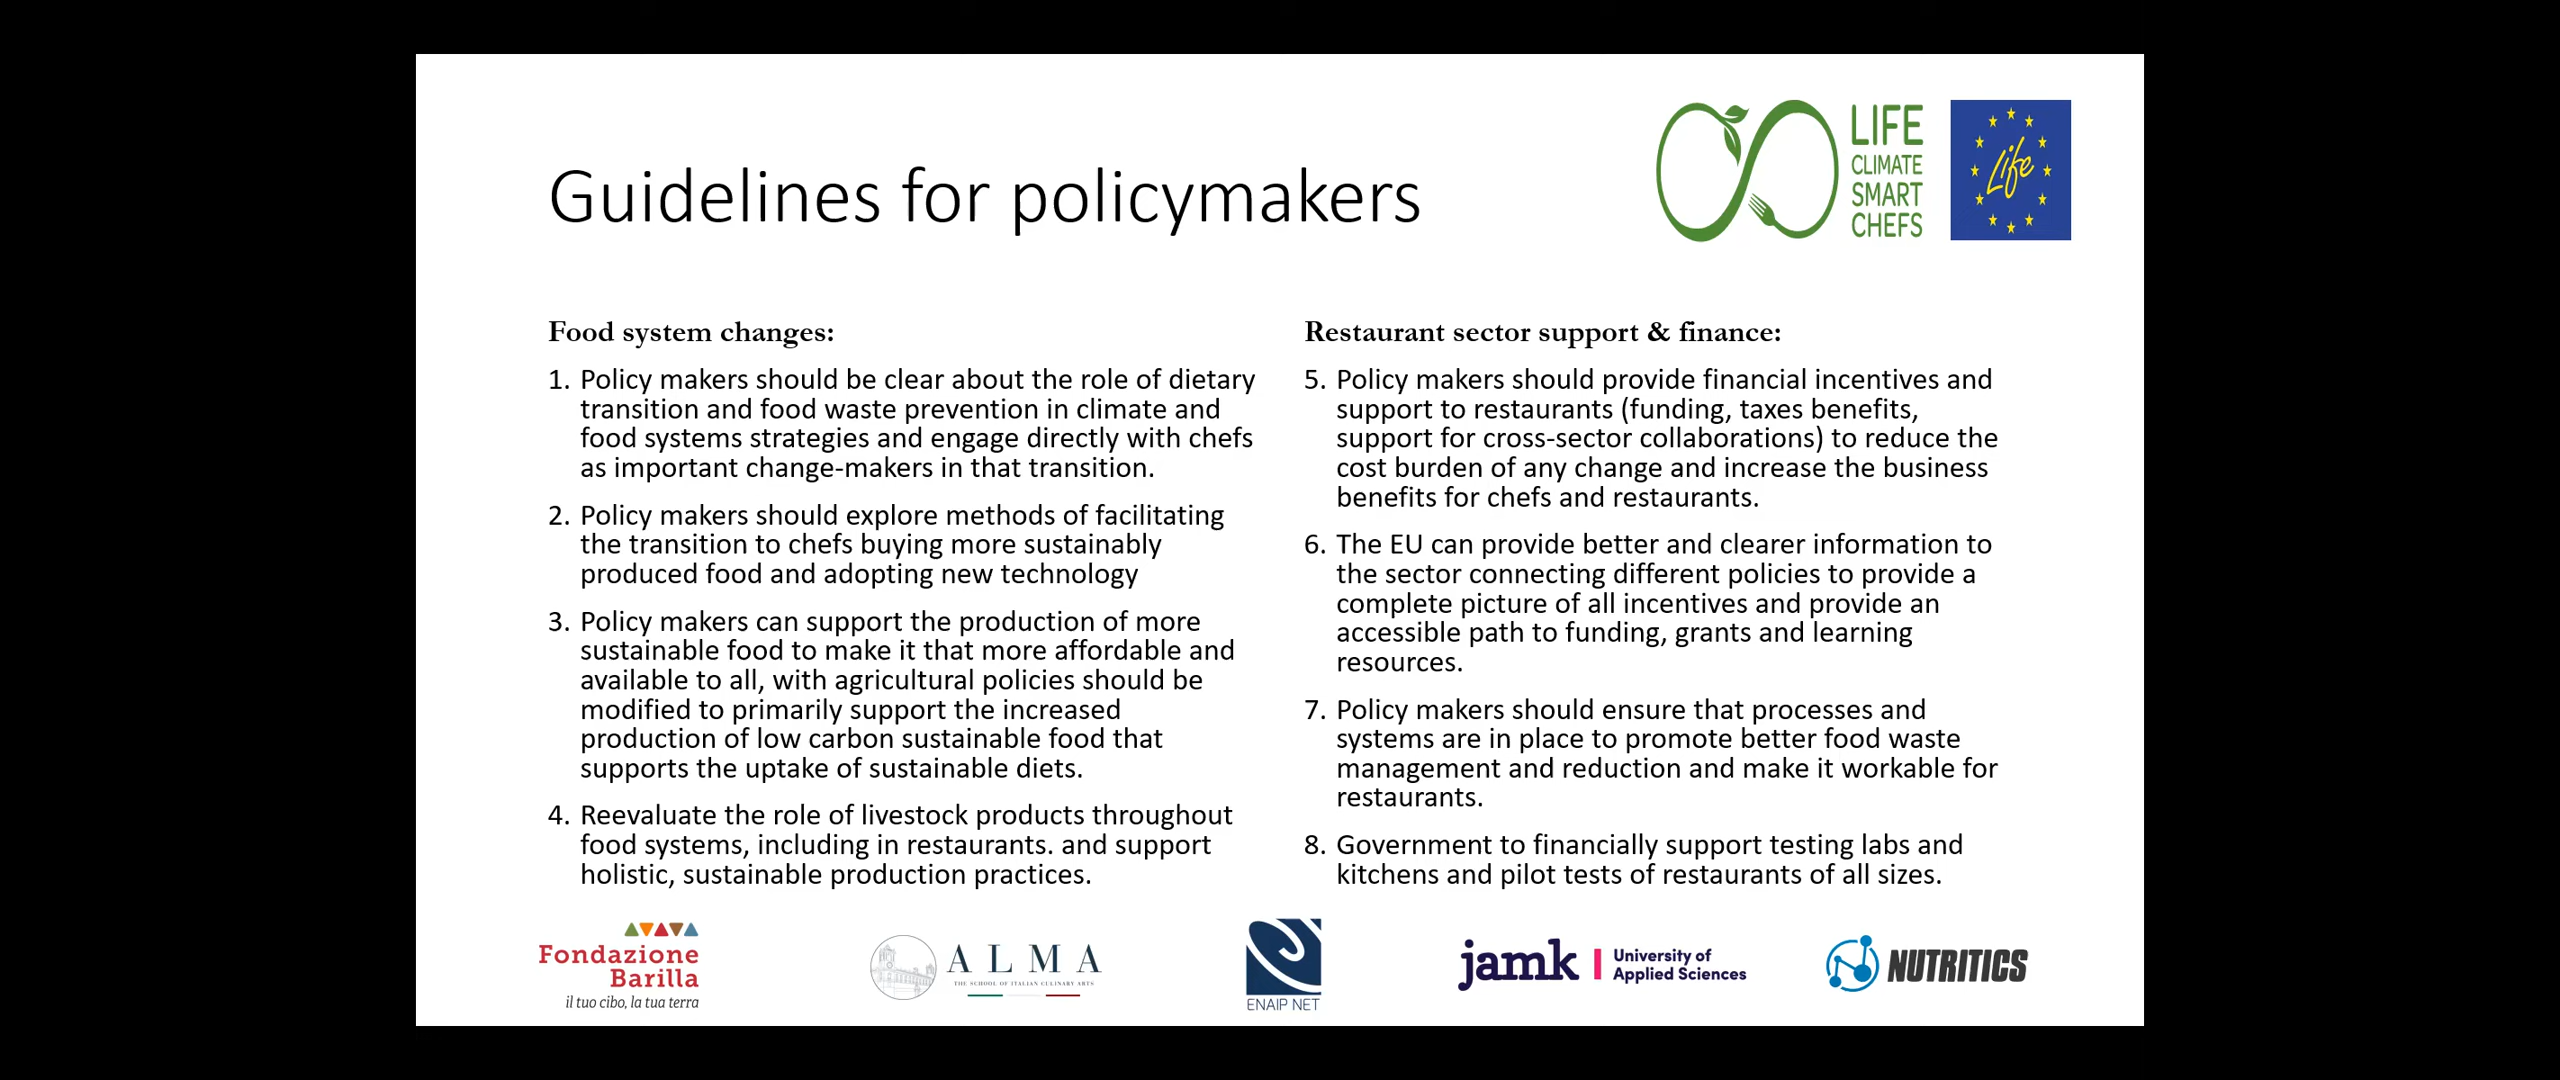 Guidelines for policymakers
LIFE
CLIMATE
SMART
CHEFS
Life
Food system changes:
1. Policy makers should be clear about the role of dietary
transition and food waste prevention in climate and
food systems strategies and engage directly with chefs
as important change-makers in that transition.
2. Policy makers should explore methods of facilitating
the transition to chefs buying more sustainably
produced food and adopting new technology
3. Policy makers can support the production of more
sustainable food to make it that more affordable and
available to all, with agricultural policies should be
modified to primarily support the increased
production of low carbon sustainable food that
supports the uptake of sustainable diets.
4. Reevaluate the role of livestock products throughout
food systems, including in restaurants. and support
holistic, sustainable production practices.
Restaurant sector support & finance:
5. Policy makers should provide financial incentives and
support to restaurants (funding, taxes benefits,
support for cross-sector collaborations) to reduce the
cost burden of any change and increase the business
benefits for chefs and restaurants.
6. The EU can provide better and clearer information to
the sector connecting different policies to provide a
complete picture of all incentives and provide an
accessible path to funding, grants and learning
resources.
7. Policy makers should ensure that processes and
systems are in place to promote better food waste
management and reduction and make it workable for
restaurants.
8. Government to financially support testing labs and
kitchens and pilot tests of restaurants of all sizes.
Fondazione
Barilla
il tuo cibo, la tua terra
ALMA
THE SCHOOL OF ITALIAN CULINARY ARTS
ENAIP NET
jamk
University of
Applied Sciences
NUTRITICS